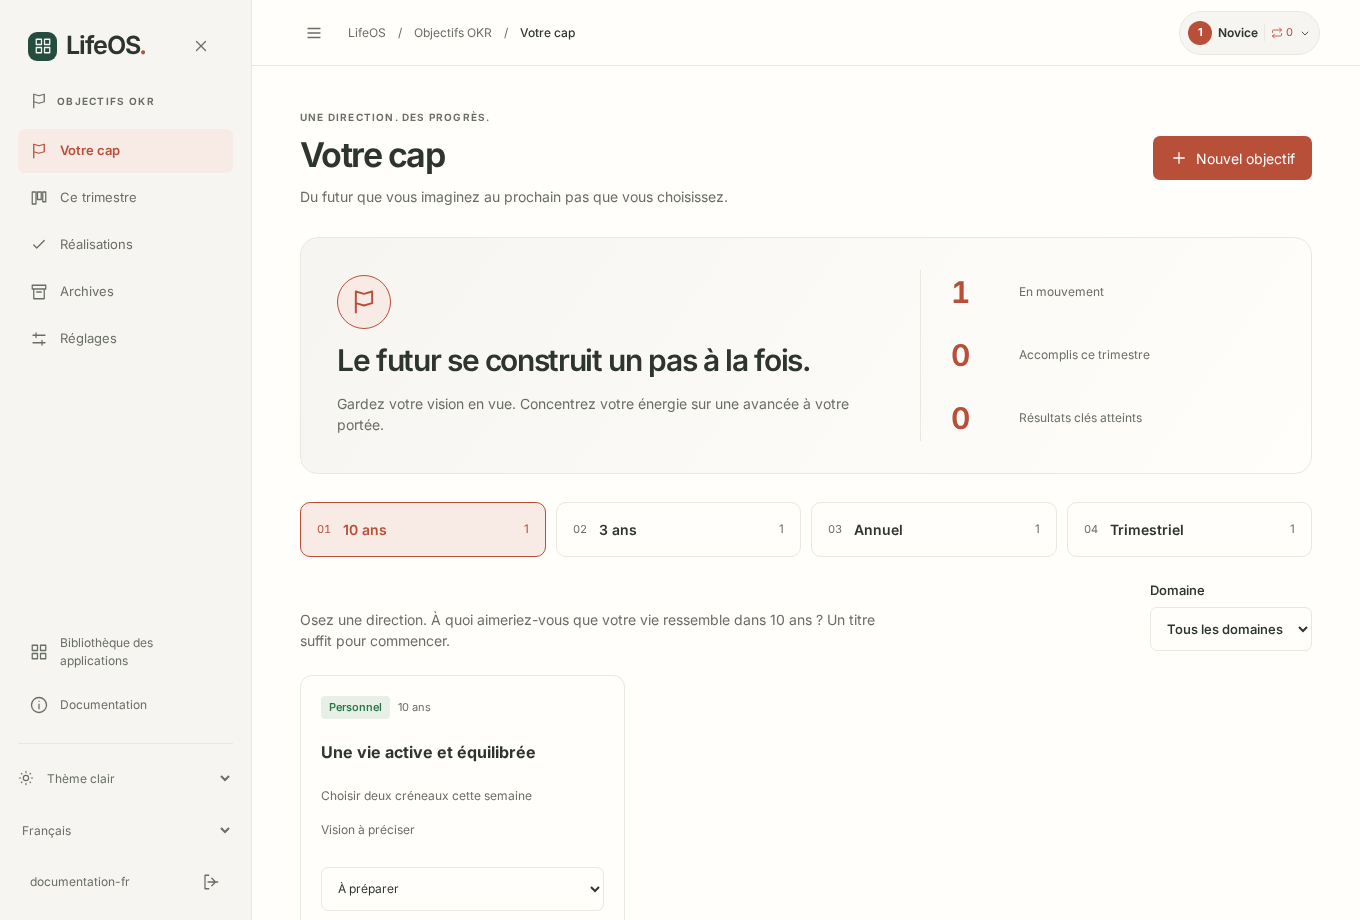 LifeOS.
OBJECTIFS OKR
Votre cap
Ce trimestre
Réalisations
Archives
Réglages
Bibliothèque des
applications
Documentation
Thème clair
Français
documentation-fr
LifeOS / Objectifs OKR / Votre cap
1 Novice 0
UNE DIRECTION. DES PROGRÈS.
Votre cap
Nouvel objectif
Du futur que vous imaginez au prochain pas que vous choisissez.
Le futur se construit un pas à la fois.
Gardez votre vision en vue. Concentrez votre énergie sur une avancée à votre
portée.
1 En mouvement
0 Accomplis ce trimestre
0 Résultats clés atteints
01 10 ans 1
02 3 ans 1
03 Annuel 1
04 Trimestriel 1
Domaine
Tous les domaines
Osez une direction. À quoi aimeriez-vous que votre vie ressemble dans 10 ans ? Un titre
suffit pour commencer.
Personnel 10 ans
Une vie active et équilibrée
Choisir deux créneaux cette semaine
Vision à préciser
À préparer